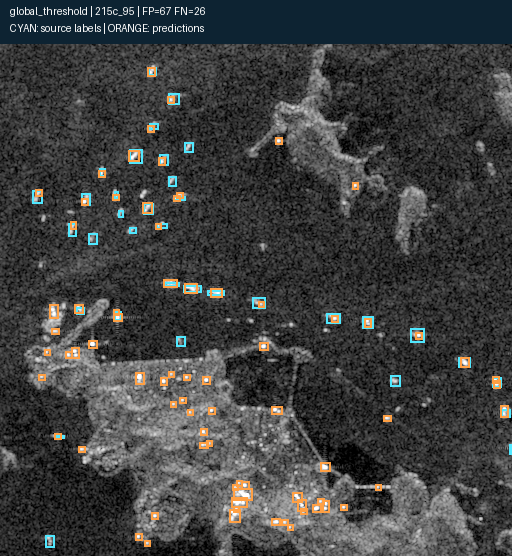 global_threshold | 215c_95 | FP=67 FN=26
CYAN: source labels | ORANGE: predictions